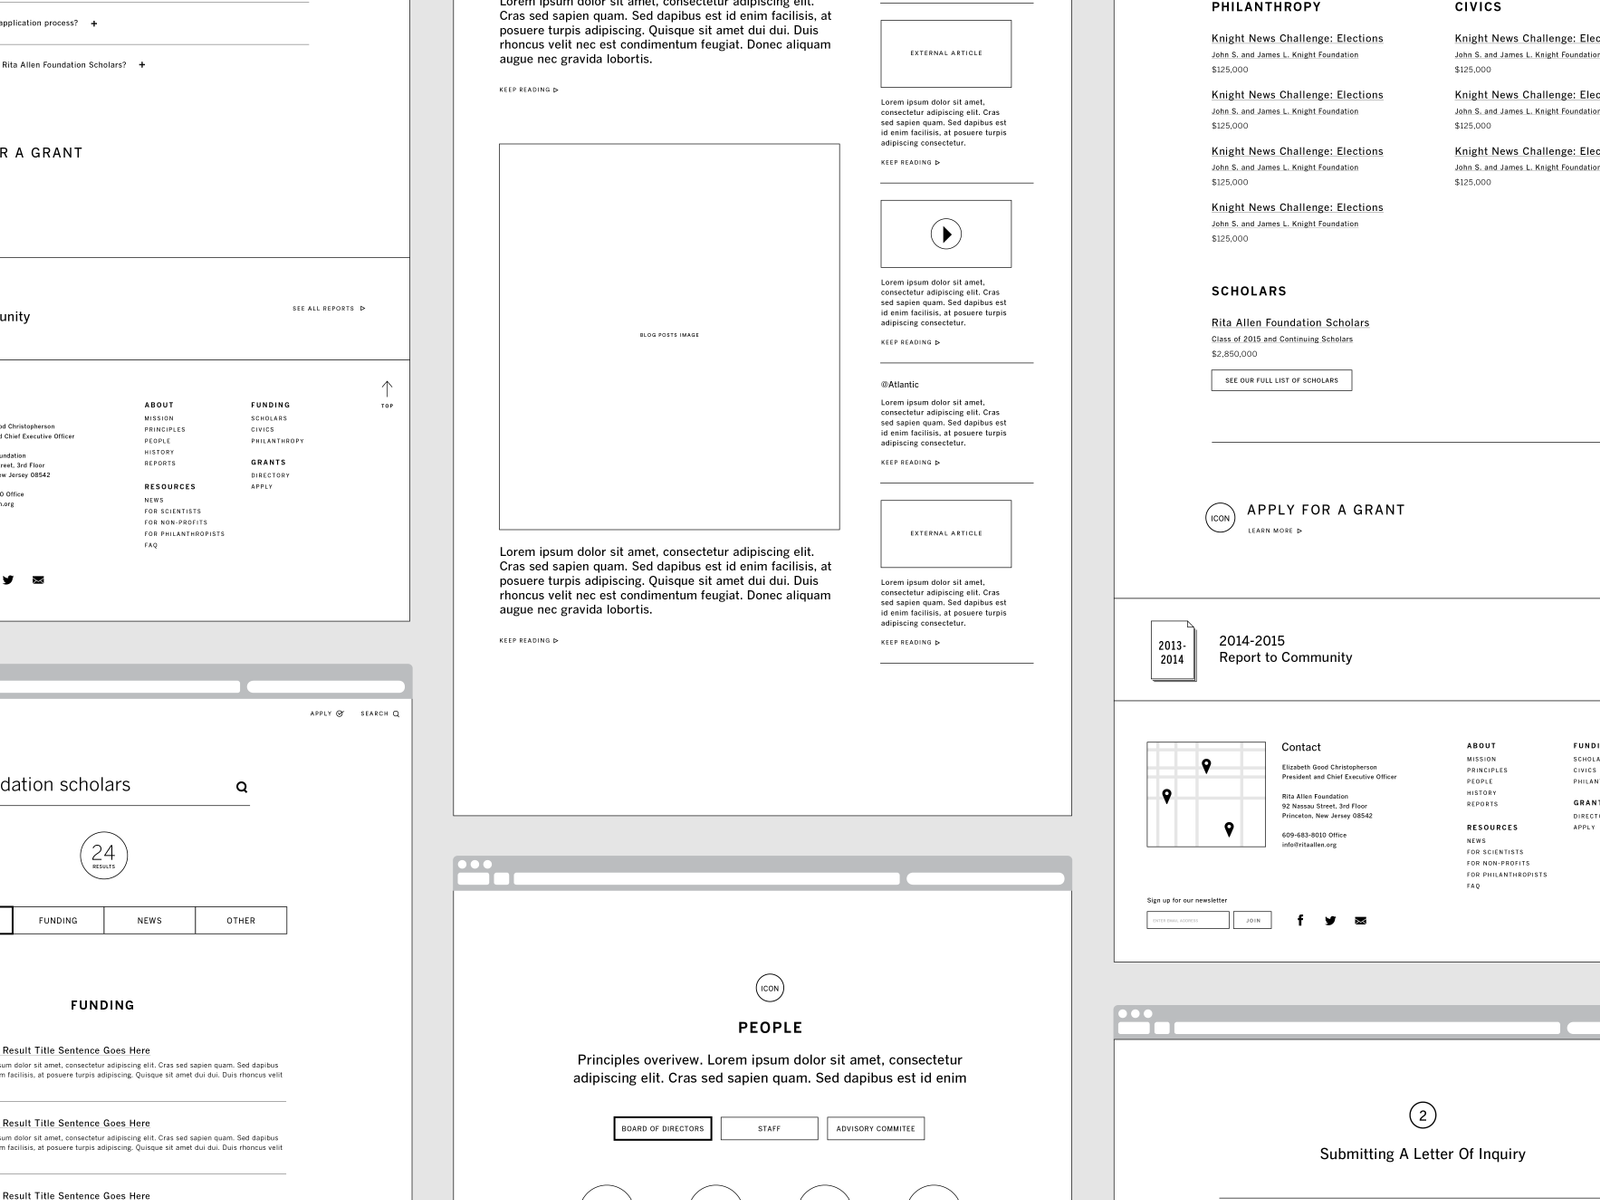 application process? +
Rita Allen Foundation Scholars? +
R A GRANT
unity
SEE ALL REPORTS
TOP
od Christopherson
d Chief Executive Officer
undation
reet, 3rd Floor
ew Jersey 08542
0 Office
n.org
ABOUT
MISSION
PRINCIPLES
PEOPLE
HISTORY
REPORTS
RESOURCES
NEWS
FOR SCIENTISTS
FOR NON-PROFITS
FOR PHILANTHROPISTS
FAQ
FUNDING
SCHOLARS
CIVICS
PHILANTHROPY
GRANTS
DIRECTORY
APPLY
APPLY
SEARCH
dation scholars
24
RESULTS
FUNDING
NEWS
OTHER
FUNDING
Result Title Sentence Goes Here
sum dolor sit amet, consectetur adipiscing elit. Cras sed sapien quam. Sed dapibus
m facilisis, at posuere turpis adipiscing. Quisque sit amet dui dui. Duis rhoncus velit
Result Title Sentence Goes Here
sum dolor sit amet, consectetur adipiscing elit. Cras sed sapien quam. Sed dapibus
m facilisis, at posuere turpis adipiscing. Quisque sit amet dui dui. Duis rhoncus velit
Result Title Sentence Goes Here
Lorem ipsum dolor sit amet, consectetur adipiscing elit.
Cras sed sapien quam. Sed dapibus id enim facilisis, at
posuere turpis adipiscing. Quisque sit amet dui dui. Duis
rhoncus velit nec est condimentum feugiat. Donec aliquam
augue nec gravida lobortis.
KEEP READING
BLOG POSTS IMAGE
Lorem ipsum dolor sit amet, consectetur adipiscing elit.
Cras sed sapien quam. Sed dapibus id enim facilisis, at
posuere turpis adipiscing. Quisque sit amet dui dui. Duis
rhoncus velit nec est condimentum feugiat. Donec aliquam
augue nec gravida lobortis.
KEEP READING
EXTERNAL ARTICLE
Lorem ipsum dolor sit amet,
consectetur adipiscing elit. Cras
sed sapien quam. Sed dapibus est
id enim facilisis, at posuere turpis
adipiscing consectetur.
KEEP READING
Lorem ipsum dolor sit amet,
consectetur adipiscing elit. Cras
sed sapien quam. Sed dapibus est
id enim facilisis, at posuere turpis
adipiscing consectetur.
KEEP READING
@Atlantic
Lorem ipsum dolor sit amet,
consectetur adipiscing elit. Cras
sed sapien quam. Sed dapibus est
id enim facilisis, at posuere turpis
adipiscing consectetur.
KEEP READING
EXTERNAL ARTICLE
Lorem ipsum dolor sit amet,
consectetur adipiscing elit. Cras
sed sapien quam. Sed dapibus est
id enim facilisis, at posuere turpis
adipiscing consectetur.
KEEP READING
ICON
PEOPLE
Principles overivew. Lorem ipsum dolor sit amet, consectetur
adipiscing elit. Cras sed sapien quam. Sed dapibus est id enim
BOARD OF DIRECTORS
STAFF
ADVISORY COMMITEE
PHILANTHROPY
Knight News Challenge: Elections
John S. and James L. Knight Foundation
$125,000
Knight News Challenge: Elections
John S. and James L. Knight Foundation
$125,000
Knight News Challenge: Elections
John S. and James L. Knight Foundation
$125,000
Knight News Challenge: Elections
John S. and James L. Knight Foundation
$125,000
CIVICS
Knight News Challenge: Elec
John S. and James L. Knight Foundation
$125,000
Knight News Challenge: Elec
John S. and James L. Knight Foundation
$125,000
Knight News Challenge: Elec
John S. and James L. Knight Foundation
$125,000
SCHOLARS
Rita Allen Foundation Scholars
Class of 2015 and Continuing Scholars
$2,850,000
SEE OUR FULL LIST OF SCHOLARS
ICON
APPLY FOR A GRANT
LEARN MORE
2013-
2014
2014-2015
Report to Community
Contact
Elizabeth Good Christopherson
President and Chief Executive Officer
Rita Allen Foundation
92 Nassau Street, 3rd Floor
Princeton, New Jersey 08542
609-683-8010 Office
info@ritaallen.org
ABOUT
MISSION
PRINCIPLES
PEOPLE
HISTORY
REPORTS
RESOURCES
NEWS
FOR SCIENTISTS
FOR NON-PROFITS
FOR PHILANTHROPISTS
FAQ
FUNDI
SCHOLA
CIVICS
PHILAN
GRANT
DIRECTO
APPLY
Sign up for our newsletter
ENTER EMAIL ADDRESS
JOIN
2
Submitting A Letter Of Inquiry